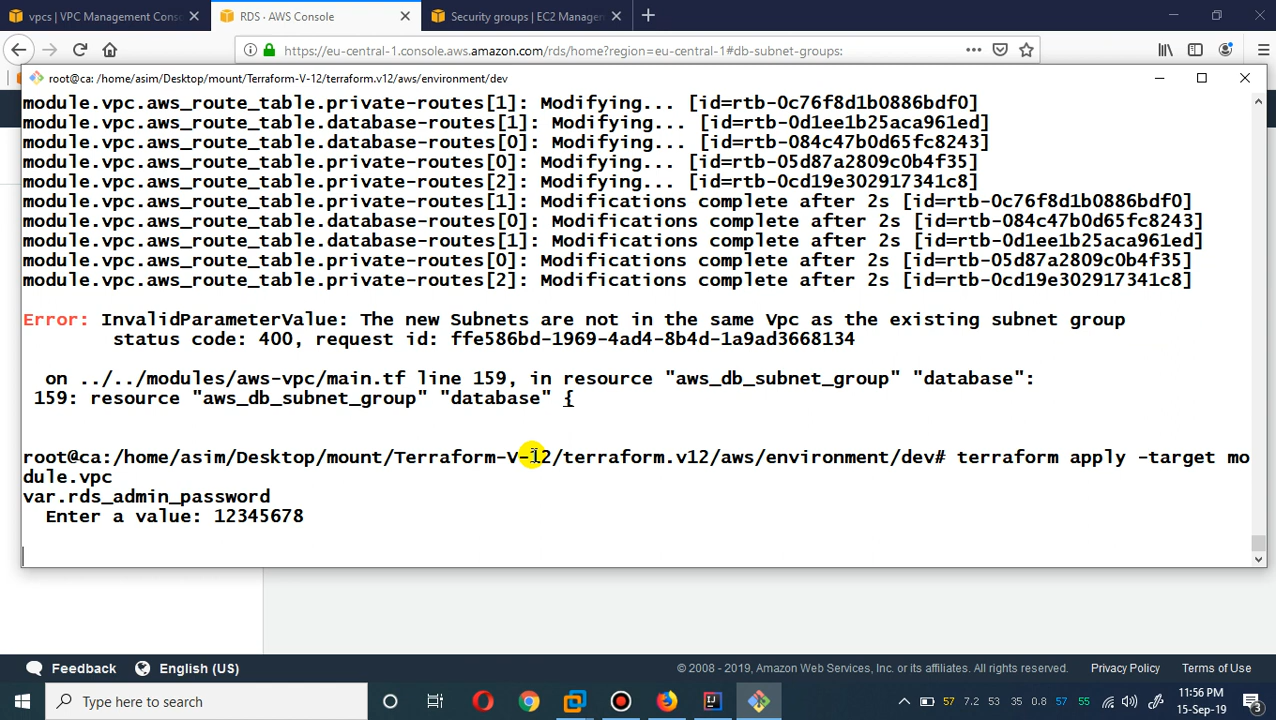 vpcs | VPC Management Cons
RDS · AWS Console
Security groups | EC2 Managem
https://eu-central-1.console.aws.amazon.com/rds/home?region=eu-central-1#db-subnet-groups:
root@ca: /home/asim/Desktop/mount/Terraform-V-12/terraform.v12/aws/environment/dev
module.vpc.aws_route_table.private-routes[1]: Modifying... [id=rtb-0c76f8d1b0886bdf0]
module.vpc.aws_route_table.database-routes[1]: Modifying... [id=rtb-0d1ee1b25aca961ed]
module.vpc.aws_route_table.database-routes[0]: Modifying... [id=rtb-084c47b0d65fc8243]
module.vpc.aws_route_table.private-routes[0]: Modifying... [id=rtb-05d87a2809c0b4f35]
module.vpc.aws_route_table.private-routes[2]: Modifying... [id=rtb-0cd19e302917341c8]
module.vpc.aws_route_table.private-routes[1]: Modifications complete after 2s [id=rtb-0c76f8d1b0886bdf0]
module.vpc.aws_route_table.database-routes[0]: Modifications complete after 2s [id=rtb-084c47b0d65fc8243]
module.vpc.aws_route_table.database-routes[1]: Modifications complete after 2s [id=rtb-0d1ee1b25aca961ed]
module.vpc.aws_route_table.private-routes[0]: Modifications complete after 2s [id=rtb-05d87a2809c0b4f35]
module.vpc.aws_route_table.private-routes[2]: Modifications complete after 2s [id=rtb-0cd19e302917341c8]
Error: InvalidParameterValue: The new Subnets are not in the same Vpc as the existing subnet group
status code: 400, request id: ffe586bd-1969-4ad4-8b4d-1a9ad3668134
on ../../modules/aws-vpc/main.tf line 159, in resource "aws_db_subnet_group" "database":
159: resource "aws_db_subnet_group" "database" {
root@ca:/home/asim/Desktop/mount/Terraform-V-12/terraform.v12/aws/environment/dev# terraform apply -target mo
dule.vpc
var.rds_admin_password
Enter a value: 12345678
Feedback
English (US)
© 2008 - 2019, Amazon Web Services, Inc. or its affiliates. All rights reserved.
Privacy Policy
Terms of Use
Type here to search
57 7.2 53 35 0.8 57 55
11:56 PM
15-Sep-19
3